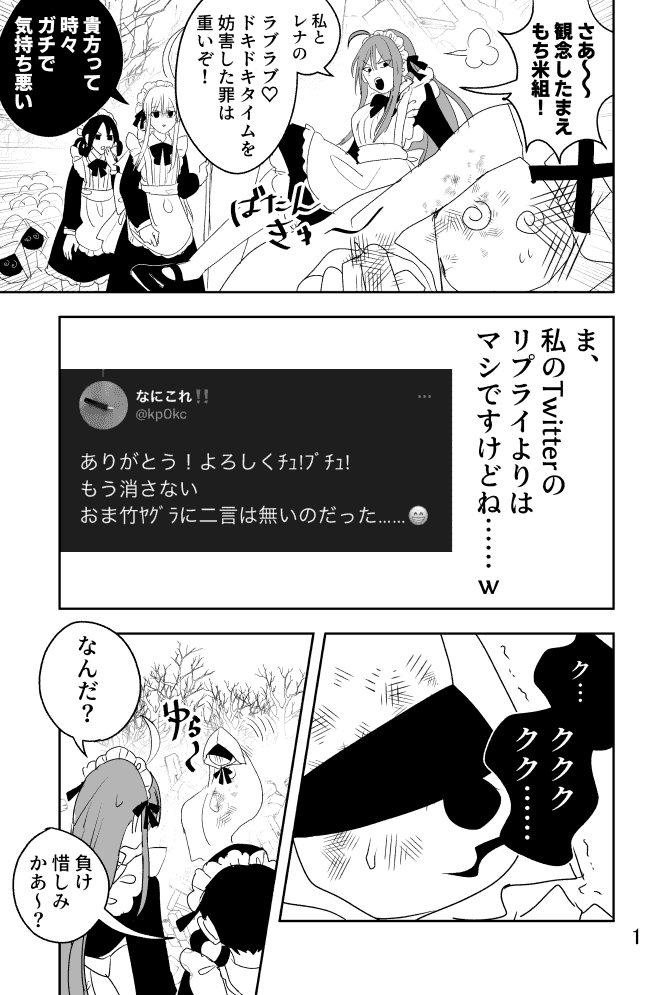 さあ〜〜
観念したまえ
もち米組！
私と
レナの
ラブラブ♡
ドキドキタイムを
妨害した罪は
重いぞ！
貴方って
時々
ガチで
気持ち悪い
ばたん
きゅ〜
ま、
私のTwitterの
リプライよりは
マシですけどね……ｗ
なにこれ‼️
@kp0kc
ありがとう！よろしくﾁｭ!ﾌﾞﾁｭ!
もう消さない
おま竹ﾔｸﾞﾗに二言は無いのだった……😁
ク…
ククク
クク……
ゆら〜
なんだ？
負け
惜しみ
かあ〜？
1